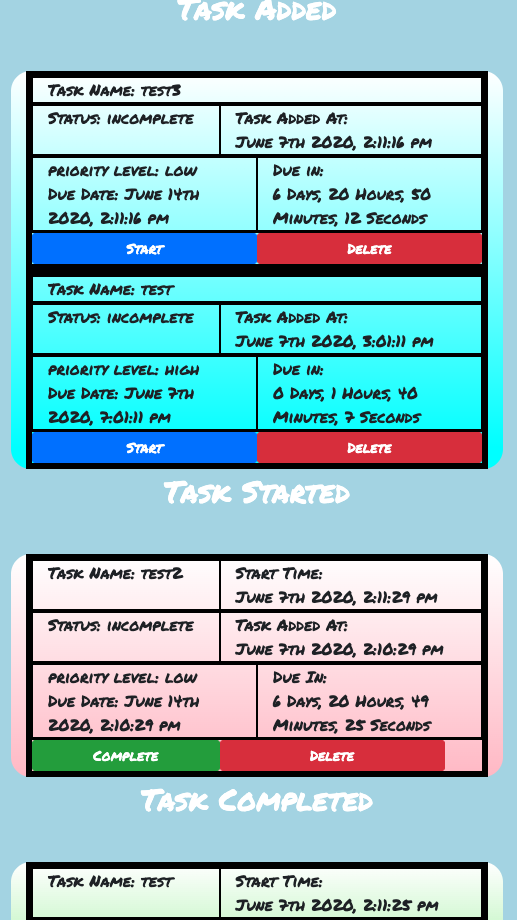 Task Added
Task Name: test3
Status: incomplete
Task Added At:
June 7th 2020, 2:11:16 pm
priority level: low
Due Date: June 14th
2020, 2:11:16 pm
Due in:
6 Days, 20 Hours, 50
Minutes, 12 Seconds
Start
Delete
Task Name: test
Status: incomplete
Task Added At:
June 7th 2020, 3:01:11 pm
priority level: high
Due Date: June 7th
2020, 7:01:11 pm
Due in:
0 Days, 1 Hours, 40
Minutes, 7 Seconds
Start
Delete
Task Started
Task Name: test2
Start Time:
June 7th 2020, 2:11:29 pm
Status: incomplete
Task Added At:
June 7th 2020, 2:10:29 pm
priority level: low
Due Date: June 14th
2020, 2:10:29 pm
Due In:
6 Days, 20 Hours, 49
Minutes, 25 Seconds
Complete
Delete
Task Completed
Task Name: test
Start Time:
June 7th 2020, 2:11:25 pm